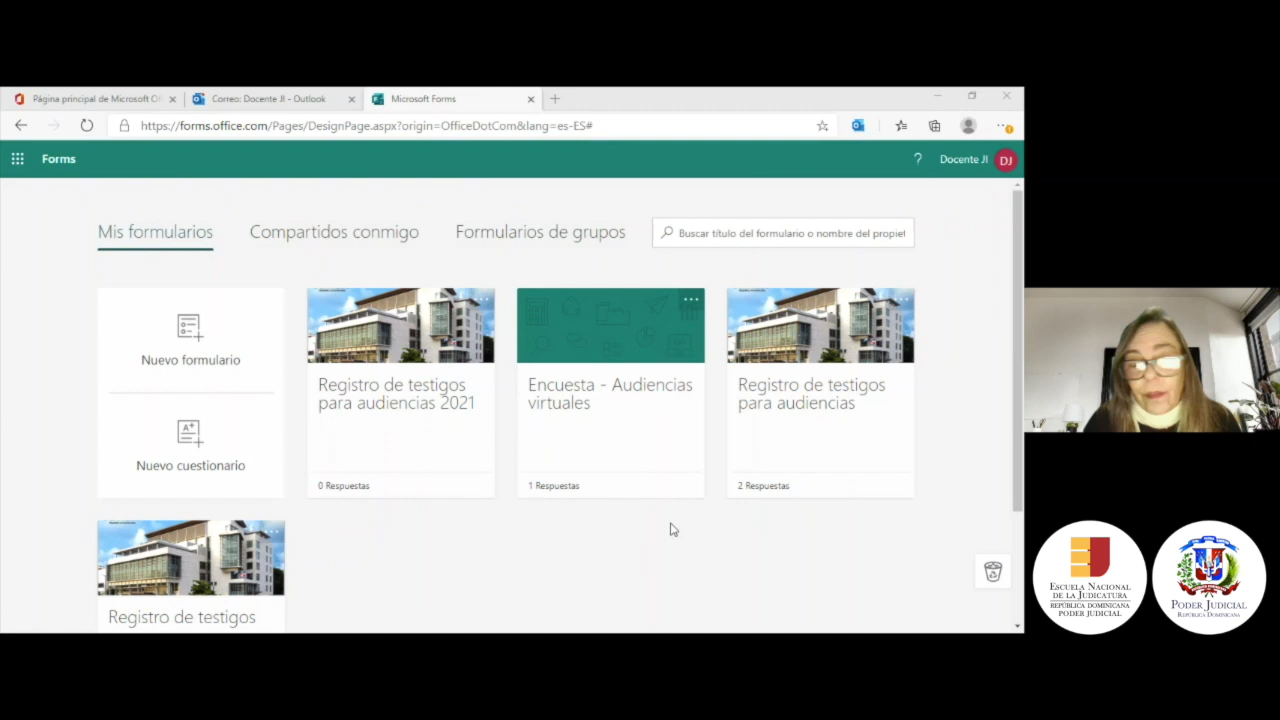 Página principal de Microsoft Of
Correo: Docente JI - Outlook
Microsoft Forms
https://forms.office.com/Pages/DesignPage.aspx?origin=OfficeDotCom&lang=es-ES#
Forms
?
Docente JI
DJ
Mis formularios
Compartidos conmigo
Formularios de grupos
Buscar título del formulario o nombre del propiet
Nuevo formulario
Nuevo cuestionario
Registro de testigos
para audiencias 2021
0 Respuestas
Encuesta - Audiencias
virtuales
1 Respuestas
Registro de testigos
para audiencias
2 Respuestas
Registro de testigos
ESCUELA NACIONAL
DE LA JUDICATURA
REPÚBLICA DOMINICANA
PODER JUDICIAL
PODER JUDICIAL
REPÚBLICA DOMINICANA